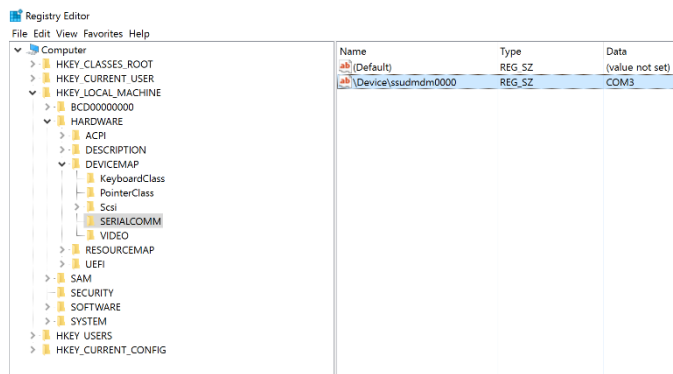 Registry Editor
File Edit View Favorites Help
Computer
HKEY_CLASSES_ROOT
HKEY_CURRENT_USER
HKEY_LOCAL_MACHINE
BCD00000000
HARDWARE
ACPI
DESCRIPTION
DEVICEMAP
KeyboardClass
PointerClass
Scsi
SERIALCOMM
VIDEO
RESOURCEMAP
UEFI
SAM
SECURITY
SOFTWARE
SYSTEM
HKEY_USERS
HKEY_CURRENT_CONFIG
Name Type Data
ab (Default) REG_SZ (value not set)
ab \Device\ssudmdm0000 REG_SZ COM3